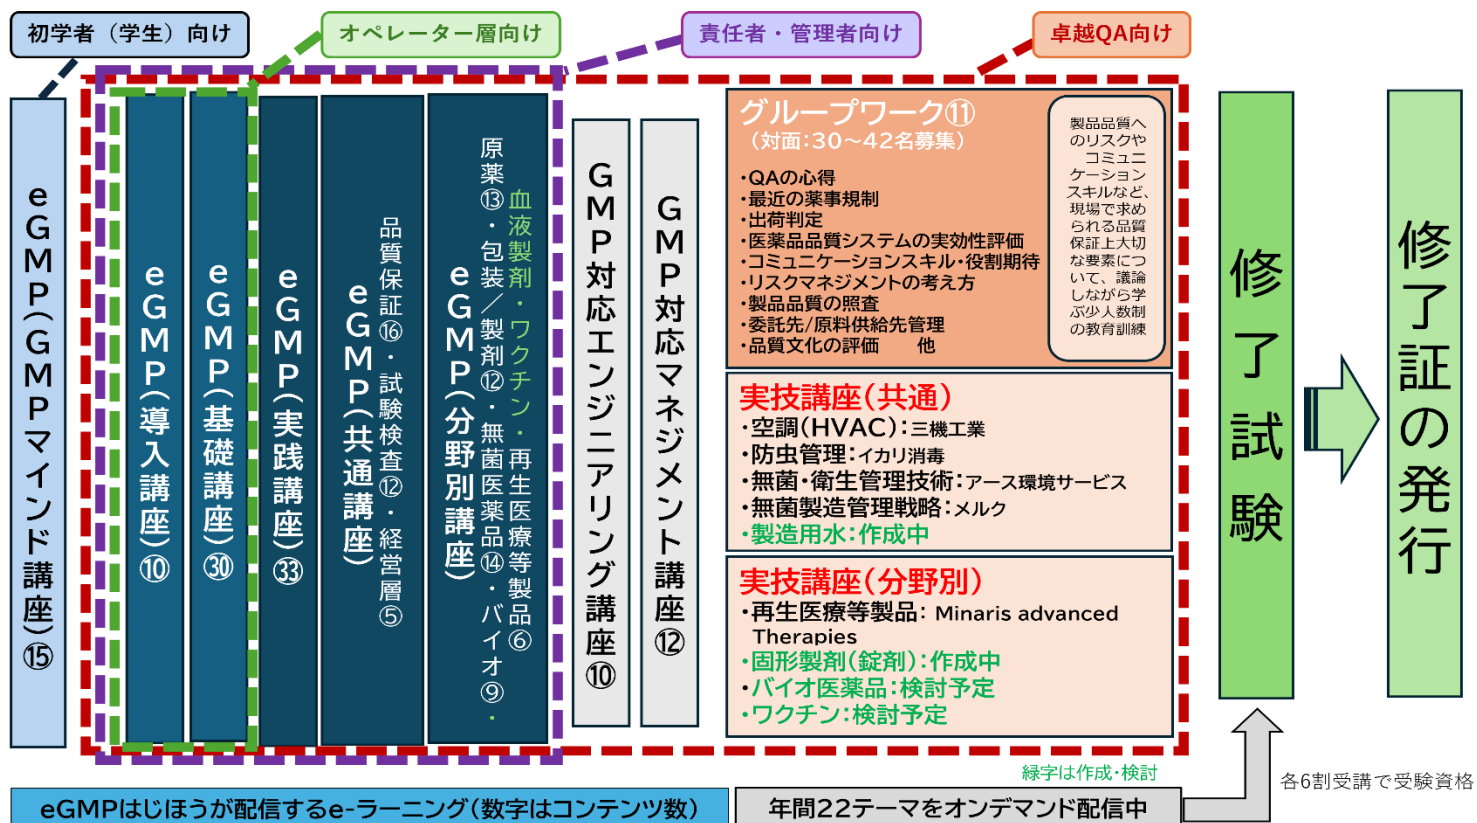 初学者（学生）向け
オペレーター層向け
責任者・管理者向け
卓越QA向け
eGMP(GMPマインド講座)⑮
eGMP(導入講座)⑩
eGMP(基礎講座)㉚
eGMP(実践講座)㉝
eGMP(共通講座)
品質保証⑯・試験検査⑫・経営層⑤
eGMP(分野別講座)
原薬⑬・包装／製剤⑫・無菌医薬品⑭・バイオ⑨・
血液製剤・ワクチン・再生医療等製品⑥
GMP対応エンジニアリング講座⑩
GMP対応マネジメント講座⑫
グループワーク⑪
（対面：30～42名募集）
・QAの心得
・最近の薬事規制
・出荷判定
・医薬品品質システムの実効性評価
・コミュニケーションスキル・役割期待
・リスクマネジメントの考え方
・製品品質の照査
・委託先/原料供給先管理
・品質文化の評価　　他
製品品質へ
のリスクや
コミュニ
ケーション
スキルなど、
現場で求め
られる品質
保証上大切
な要素につ
いて、議論
しながら学
ぶ少人数制
の教育訓練
実技講座(共通)
・空調(HVAC)：三機工業
・防虫管理：イカリ消毒
・無菌・衛生管理技術：アース環境サービス
・無菌製造管理戦略：メルク
・製造用水：作成中
実技講座(分野別)
・再生医療等製品： Minaris advanced
Therapies
・固形製剤(錠剤)：作成中
・バイオ医薬品：検討予定
・ワクチン：検討予定
修了試験
修了証の発行
緑字は作成・検討
各6割受講で受験資格
eGMPはじほうが配信するe-ラーニング(数字はコンテンツ数)
年間22テーマをオンデマンド配信中